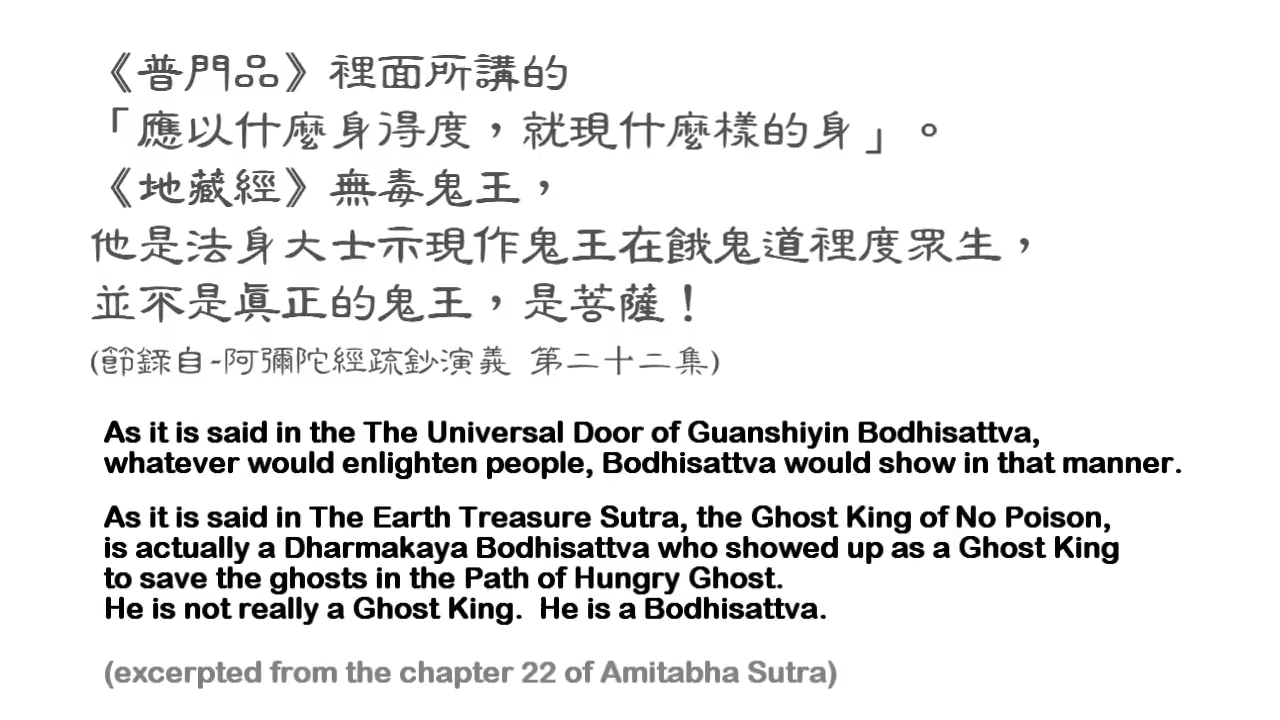 《普門品》裡面所講的
「應以什麼身得度，就現什麼樣的身」。
《地藏經》無毒鬼王，
他是法身大士示現作鬼王在餓鬼道裡度眾生，
並不是真正的鬼王，是菩薩！
(節錄自-阿彌陀經疏鈔演義 第二十二集)
As it is said in the The Universal Door of Guanshiyin Bodhisattva,
whatever would enlighten people, Bodhisattva would show in that manner.
As it is said in The Earth Treasure Sutra, the Ghost King of No Poison,
is actually a Dharmakaya Bodhisattva who showed up as a Ghost King
to save the ghosts in the Path of Hungry Ghost.
He is not really a Ghost King.  He is a Bodhisattva.
(excerpted from the chapter 22 of Amitabha Sutra)